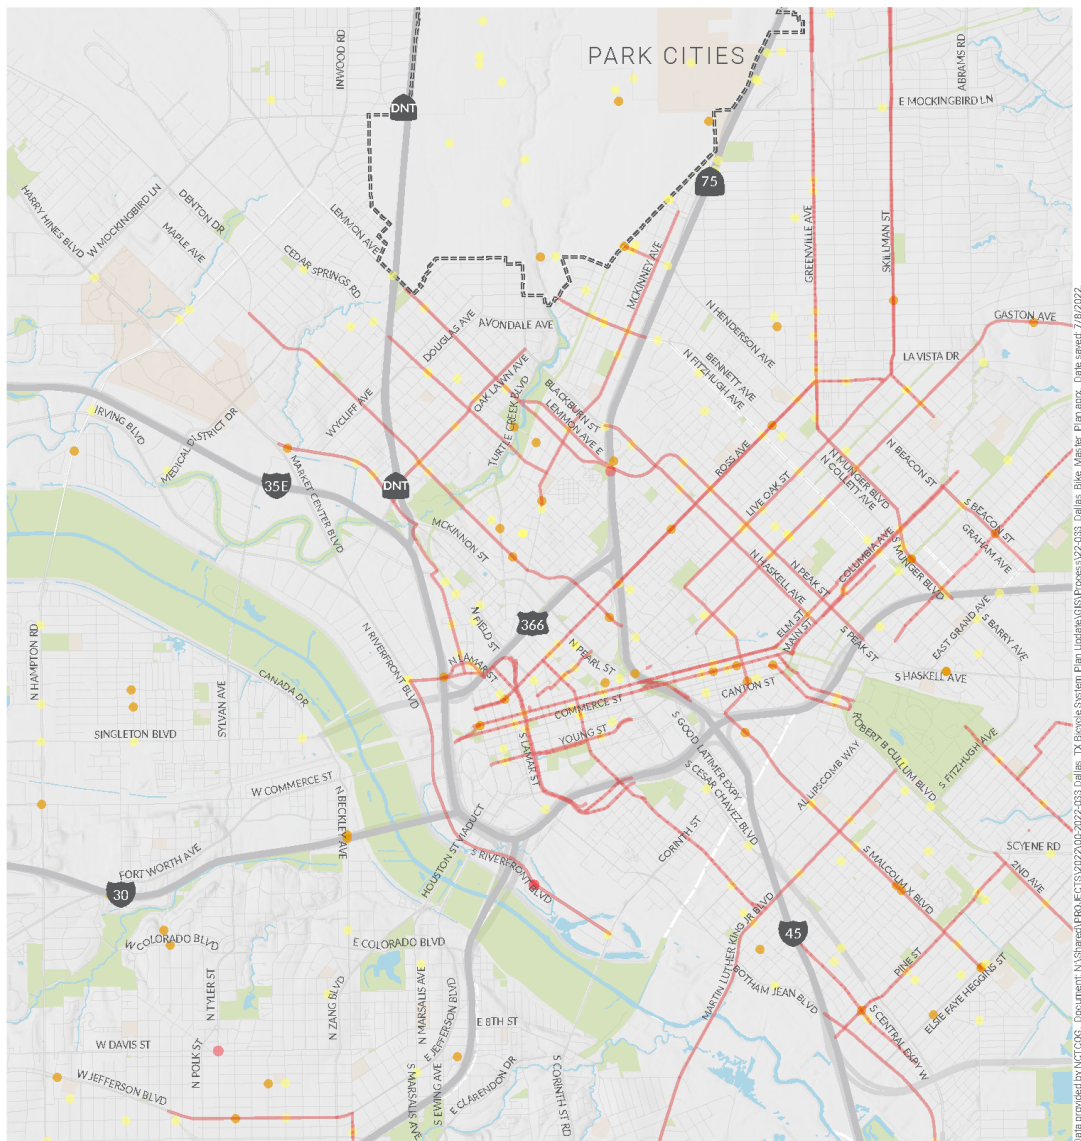 PARK CITIES
INWOOD RD
ABRAMS RD
DNT
E MOCKINGBIRD LN
75
HARRY HINES BLVD
W MOCKINGBIRD LN
DENTON DR
MAPLE AVE
LEMMON AVE
CEDAR SPRINGS RD
MCKINNEY AVE
GREENVILLE AVE
SKILLMAN ST
DOUGLAS AVE
AVONDALE AVE
N HENDERSON AVE
GASTON AVE
LA VISTA DR
BENNETT AVE
N FITZHUGH AVE
OAK LAWN AVE
TURTLE CREEK BLVD
BLACKBURN ST
LEMMON AVE E
IRVING BLVD
MEDICAL DISTRICT DR
WYCLIFF AVE
ROSS AVE
N MUNGER BLVD
N COLLETT AVE
N BEACON ST
35E
DNT
MARKET CENTER BLVD
LIVE OAK ST
S BEACON ST
GRAHAM AVE
MCKINNON ST
COLUMBIA AVE
S MUNGER BLVD
N HASKELL AVE
N PEAK ST
N FIELD ST
366
ELM ST
MAIN ST
S PEAK ST
EAST GRAND AVE
S BARRY AVE
N HAMPTON RD
N RIVERFRONT BLVD
N LAMAR ST
N PEARL ST
S HASKELL AVE
CANADA DR
SYLVAN AVE
CANTON ST
COMMERCE ST
SINGLETON BLVD
YOUNG ST
S LAMAR ST
S GOOD LATIMER EXPY
S CESAR CHAVEZ BLVD
ROBERT B CULLUM BLVD
S FITZHUGH AVE
W COMMERCE ST
N BECKLEY AVE
AL LIPSCOMB WAY
HOUSTON ST VIADUCT
CORINTH ST
FORT WORTH AVE
S RIVERFRONT BLVD
SCYENE RD
2ND AVE
S MALCOLM X BLVD
30
45
W COLORADO BLVD
E COLORADO BLVD
MARTIN LUTHER KING JR BLVD
PINE ST
BOTHAM JEAN BLVD
ELSIE FAYE HEGGINS ST
N TYLER ST
N ZANG BLVD
N MARSALIS AVE
E JEFFERSON BLVD
E 8TH ST
S CENTRAL EXPY W
W DAVIS ST
N POLK ST
W JEFFERSON BLVD
S MARSALIS AVE
S EWING AVE
E CLARENDON DR
S CORINTH ST RD